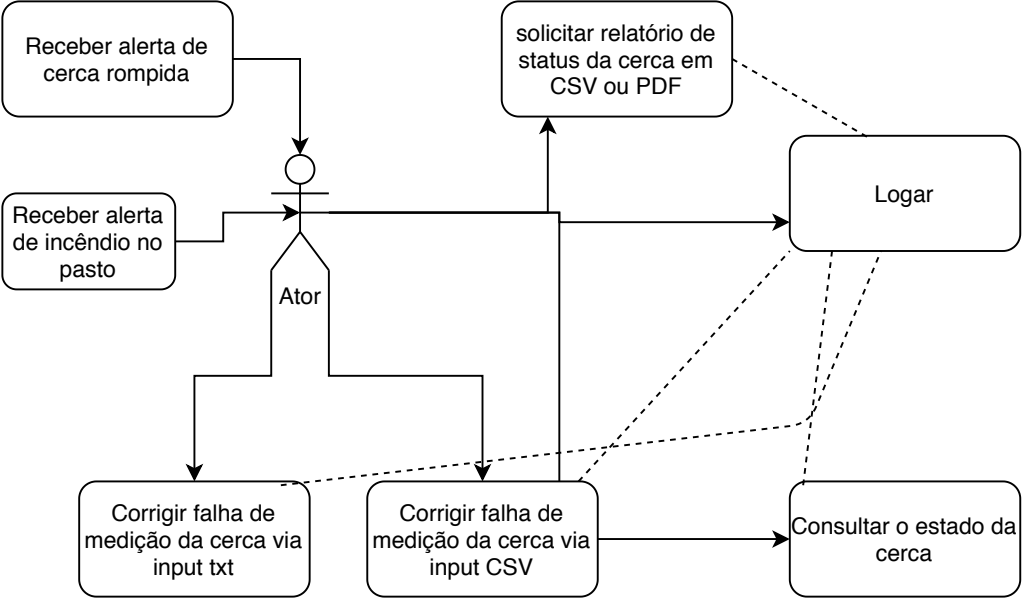 Receber alerta de
cerca rompida
solicitar relatório de
status da cerca em
CSV ou PDF
Logar
Receber alerta
de incêndio no
pasto
Ator
Corrigir falha de
medição da cerca via
input txt
Corrigir falha de
medição da cerca via
input CSV
Consultar o estado da
cerca